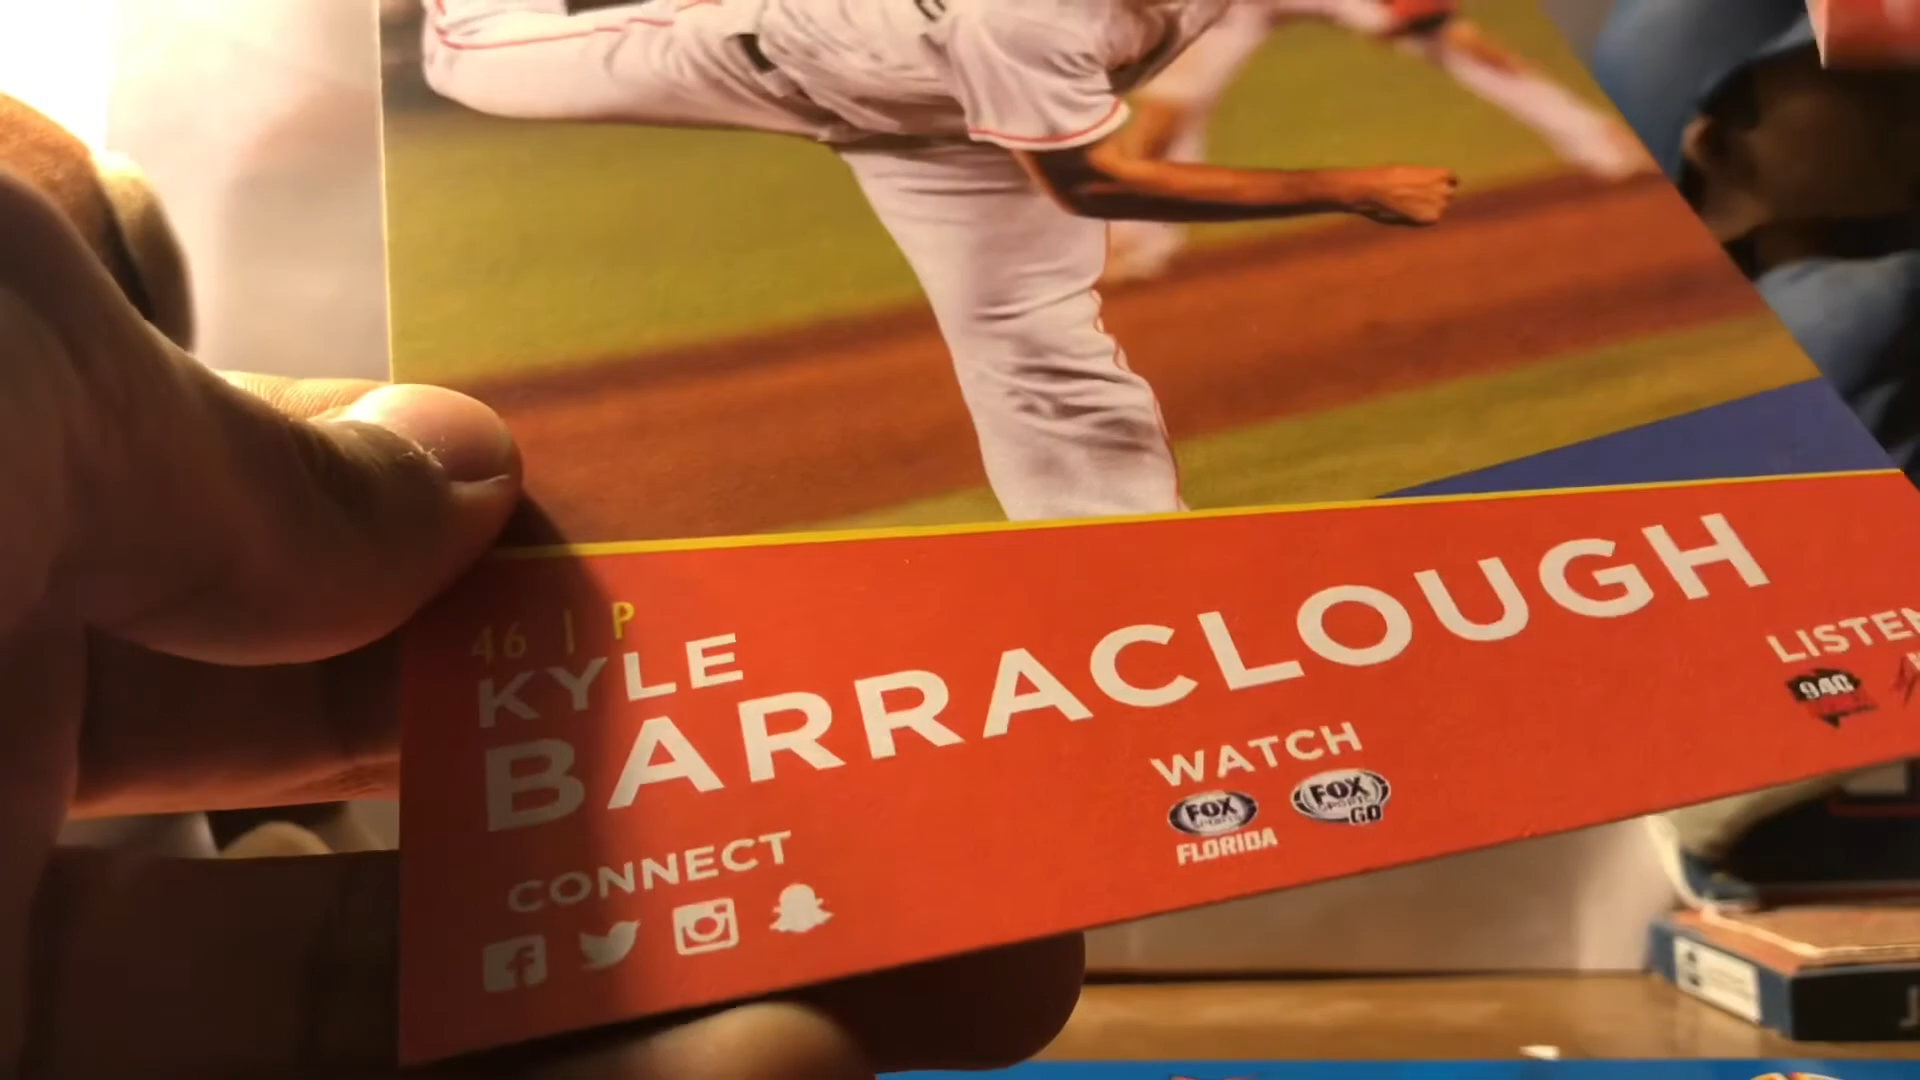 46 | P
KYLE
BARRACLOUGH
CONNECT
WATCH
FOX SPORTS FLORIDA
FOX SPORTS GO
LISTEN
940